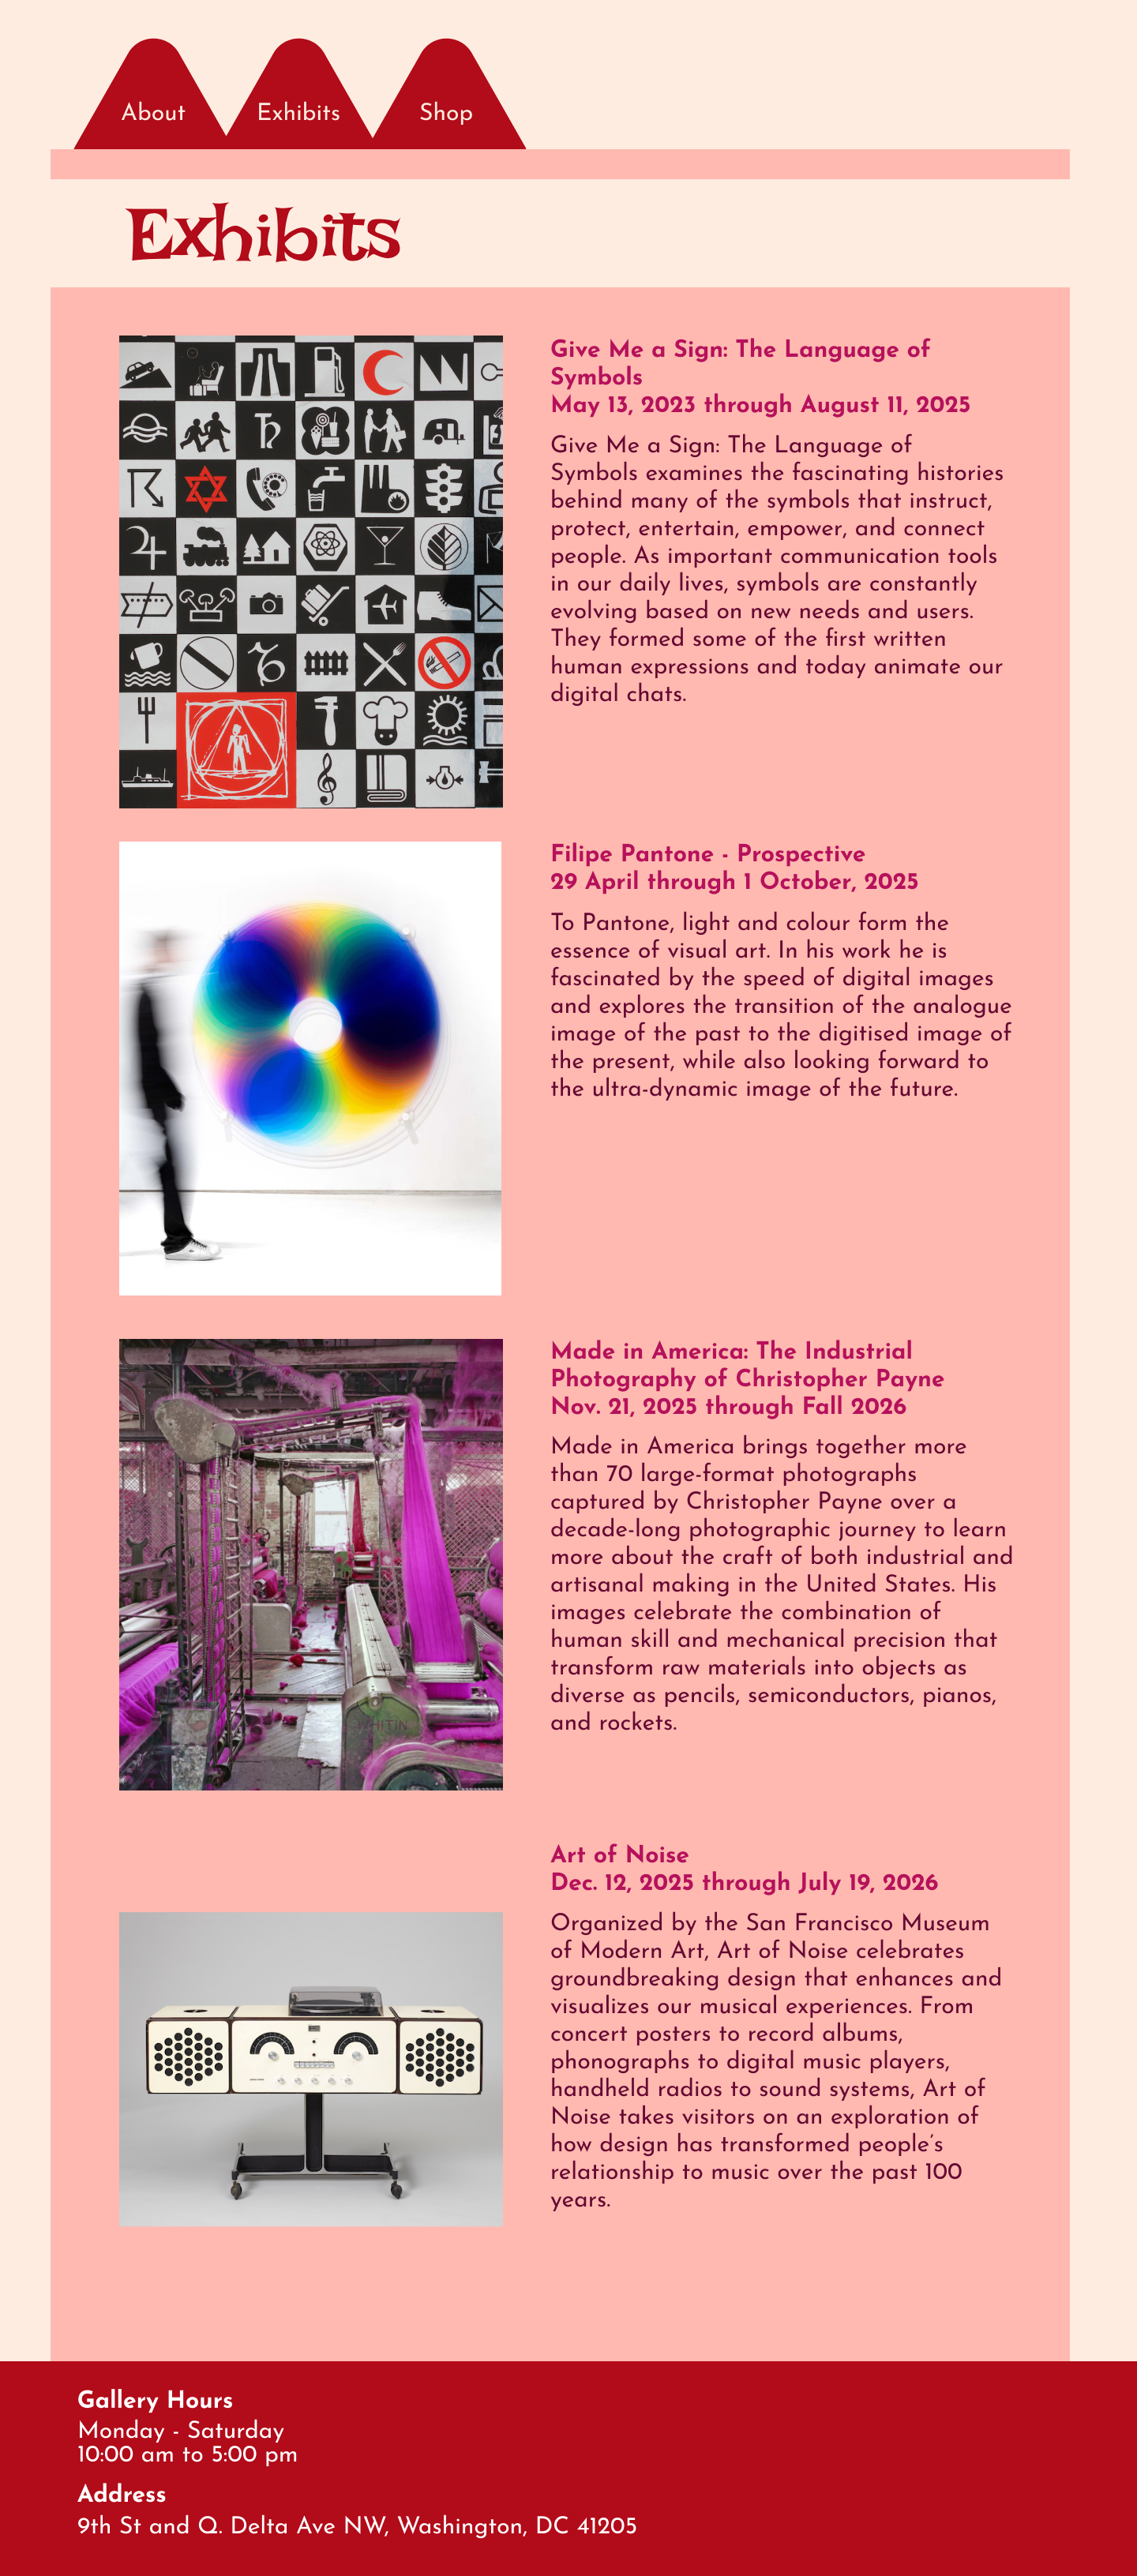 About
Exhibits
Shop
Exhibits
Give Me a Sign: The Language of
Symbols
May 13, 2023 through August 11, 2025
Give Me a Sign: The Language of
Symbols examines the fascinating histories
behind many of the symbols that instruct,
protect, entertain, empower, and connect
people. As important communication tools
in our daily lives, symbols are constantly
evolving based on new needs and users.
They formed some of the first written
human expressions and today animate our
digital chats.
Filipe Pantone - Prospective
29 April through 1 October, 2025
To Pantone, light and colour form the
essence of visual art. In his work he is
fascinated by the speed of digital images
and explores the transition of the analogue
image of the past to the digitised image of
the present, while also looking forward to
the ultra-dynamic image of the future.
Made in America: The Industrial
Photography of Christopher Payne
Nov. 21, 2025 through Fall 2026
Made in America brings together more
than 70 large-format photographs
captured by Christopher Payne over a
decade-long photographic journey to learn
more about the craft of both industrial and
artisanal making in the United States. His
images celebrate the combination of
human skill and mechanical precision that
transform raw materials into objects as
diverse as pencils, semiconductors, pianos,
and rockets.
WHITIN
Art of Noise
Dec. 12, 2025 through July 19, 2026
Organized by the San Francisco Museum
of Modern Art, Art of Noise celebrates
groundbreaking design that enhances and
visualizes our musical experiences. From
concert posters to record albums,
phonographs to digital music players,
handheld radios to sound systems, Art of
Noise takes visitors on an exploration of
how design has transformed people's
relationship to music over the past 100
years.
Gallery Hours
Monday - Saturday
10:00 am to 5:00 pm
Address
9th St and Q. Delta Ave NW, Washington, DC 41205